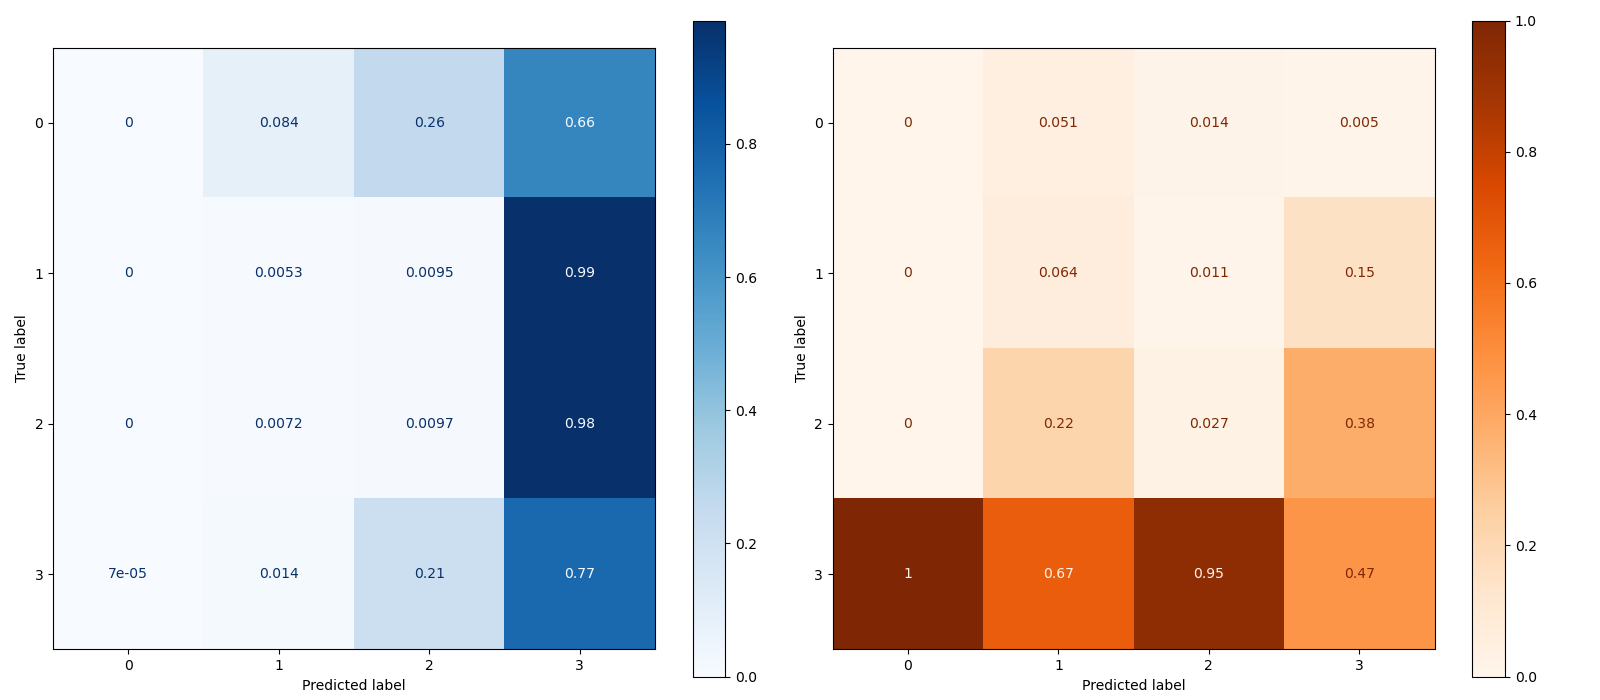 0 0 0.084 0.26 0.66
1 0 0.0053 0.0095 0.99
2 0 0.0072 0.0097 0.98
3 7e-05 0.014 0.21 0.77
0 1 2 3
True label
Predicted label
0.8
0.6
0.4
0.2
0.0
0 0 0.051 0.014 0.005
1 0 0.064 0.011 0.15
2 0 0.22 0.027 0.38
3 1 0.67 0.95 0.47
0 1 2 3
True label
Predicted label
1.0
0.8
0.6
0.4
0.2
0.0